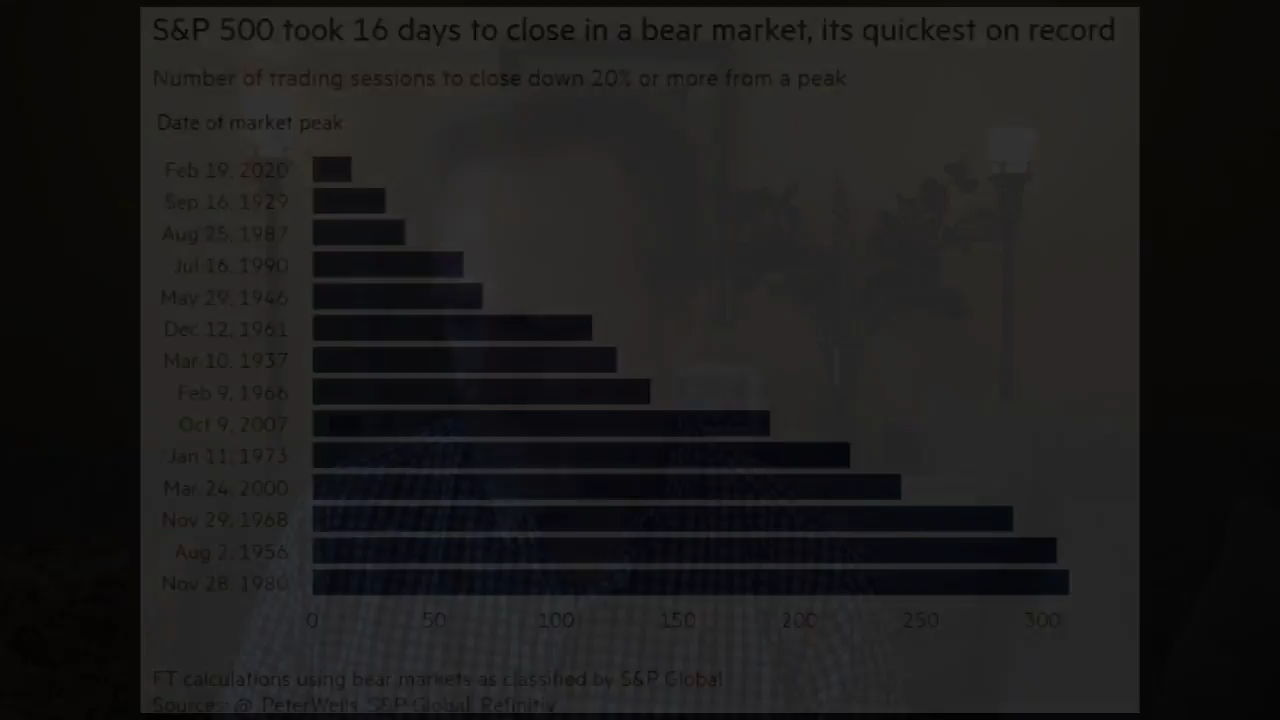 S&P 500 took 16 days to close in a bear market, its quickest on record
Number of trading sessions to close down 20% or more from a peak
Date of market peak
Feb 19, 2020
Sep 16, 1929
Aug 25, 1987
Jul 16, 1990
May 29, 1946
Dec 12, 1961
Mar 10, 1937
Feb 9, 1966
Oct 9, 2007
Jan 11, 1973
Mar 24, 2000
Nov 29, 1968
Aug 2, 1956
Nov 28, 1980
0 50 100 150 200 250 300
FT calculations using bear markets as classified by S&P Global
Sources: @_PeterWells, S&P Global, Refinitiv